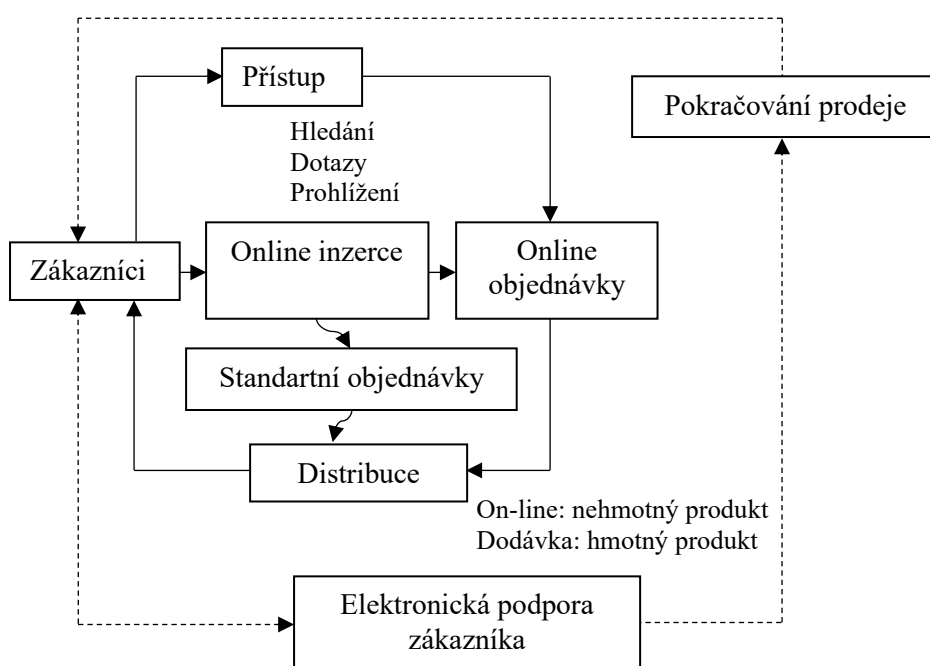 Přístup
Pokračování prodeje
Hledání
Dotazy
Prohlížení
Zákazníci
Online inzerce
Online
objednávky
Standartní objednávky
Distribuce
On-line: nehmotný produkt
Dodávka: hmotný produkt
Elektronická podpora
zákazníka